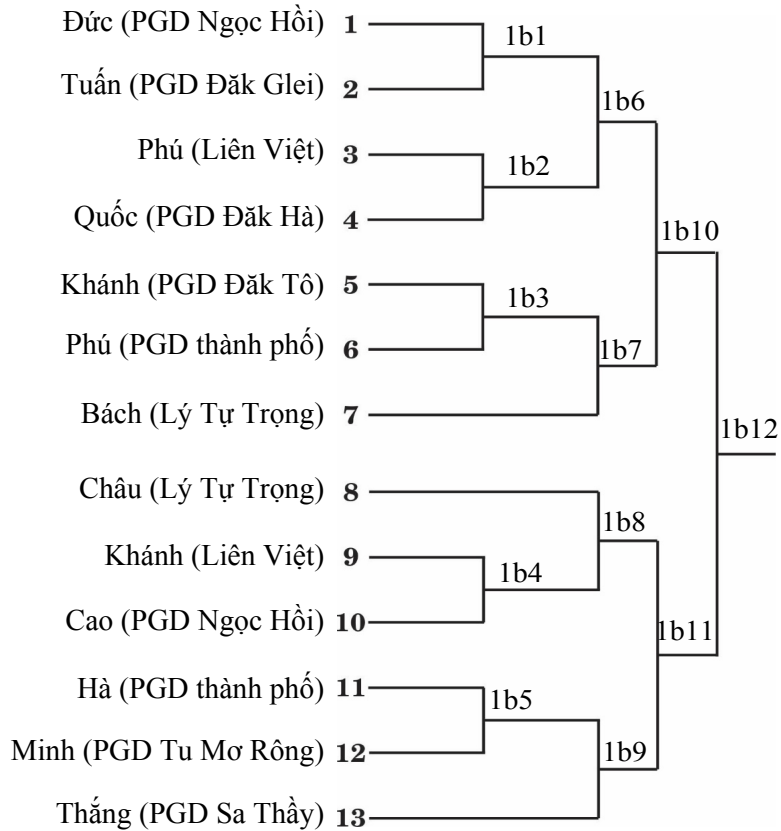 Đức (PGD Ngọc Hồi) 1
1b1
Tuấn (PGD Đăk Glei) 2
1b6
Phú (Liên Việt) 3
1b2
Quốc (PGD Đăk Hà) 4
1b10
Khánh (PGD Đăk Tô) 5
1b3
Phú (PGD thành phố) 6
1b7
Bách (Lý Tự Trọng) 7
1b12
Châu (Lý Tự Trọng) 8
1b8
Khánh (Liên Việt) 9
1b4
Cao (PGD Ngọc Hồi) 10
1b11
Hà (PGD thành phố) 11
1b5
Minh (PGD Tu Mơ Rông) 12
1b9
Thắng (PGD Sa Thầy) 13